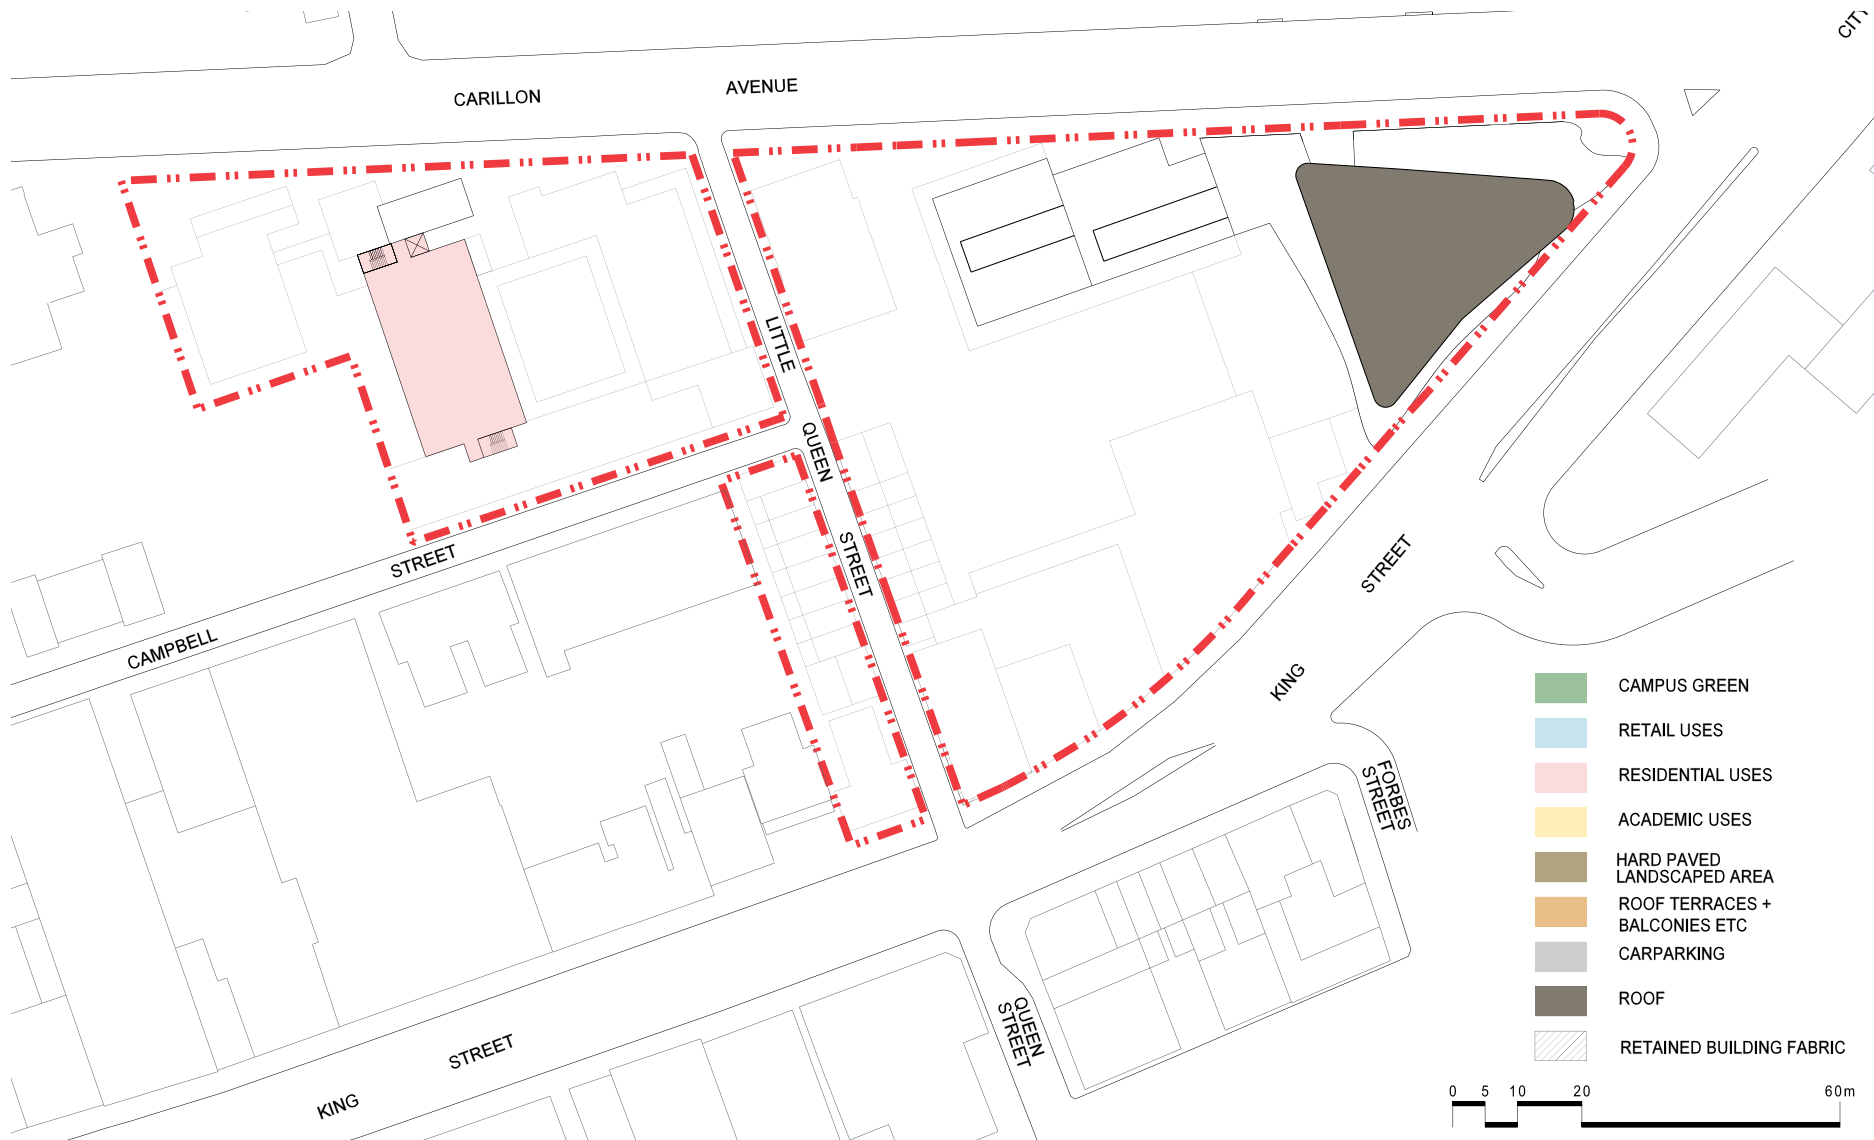 CITY
CARILLON AVENUE
LITTLE
QUEEN
STREET
STREET
CAMPBELL
STREET
KING
FORBES
STREET
QUEEN
STREET
STREET
KING
CAMPUS GREEN
RETAIL USES
RESIDENTIAL USES
ACADEMIC USES
HARD PAVED
LANDSCAPED AREA
ROOF TERRACES +
BALCONIES ETC
CARPARKING
ROOF
RETAINED BUILDING FABRIC
0 5 10 20 60m